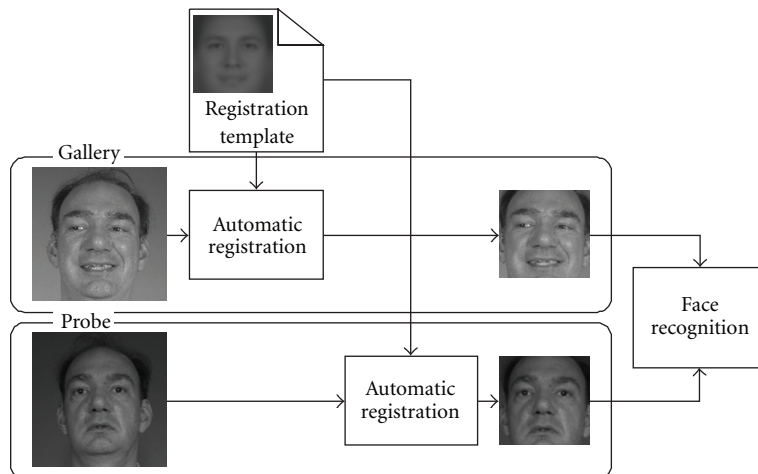 Registration
template
Gallery
Automatic
registration
Face
recognition
Probe
Automatic
registration